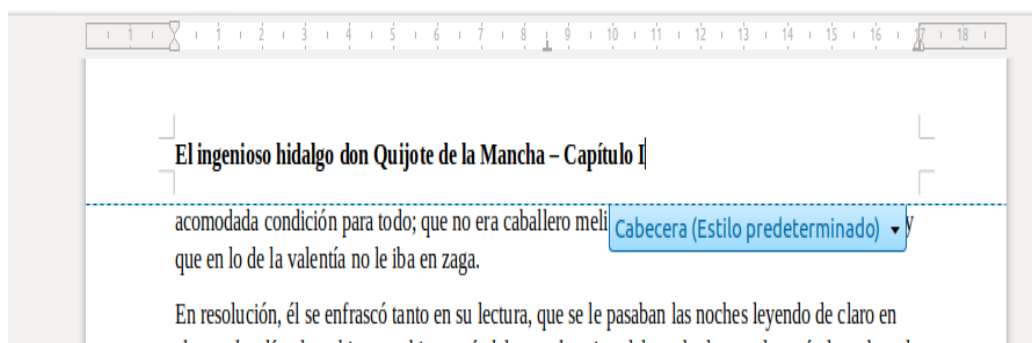 1 1 2 3 4 5 6 7 8 9 10 11 12 13 14 15 16 17 18
El ingenioso hidalgo don Quijote de la Mancha – Capítulo I
acomodada condición para todo; que no era caballero meli y
Cabecera (Estilo predeterminado)
que en lo de la valentía no le iba en zaga.
En resolución, él se enfrascó tanto en su lectura, que se le pasaban las noches leyendo de claro en